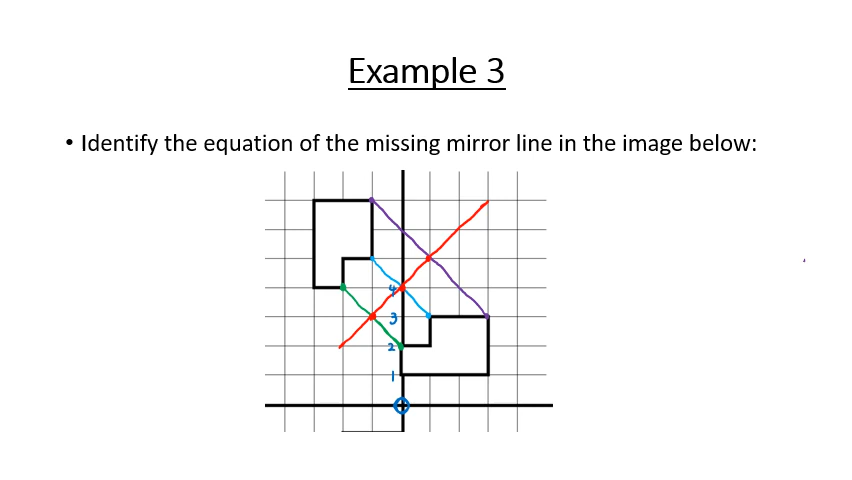 Example 3
• Identify the equation of the missing mirror line in the image below:
4
3
2
1